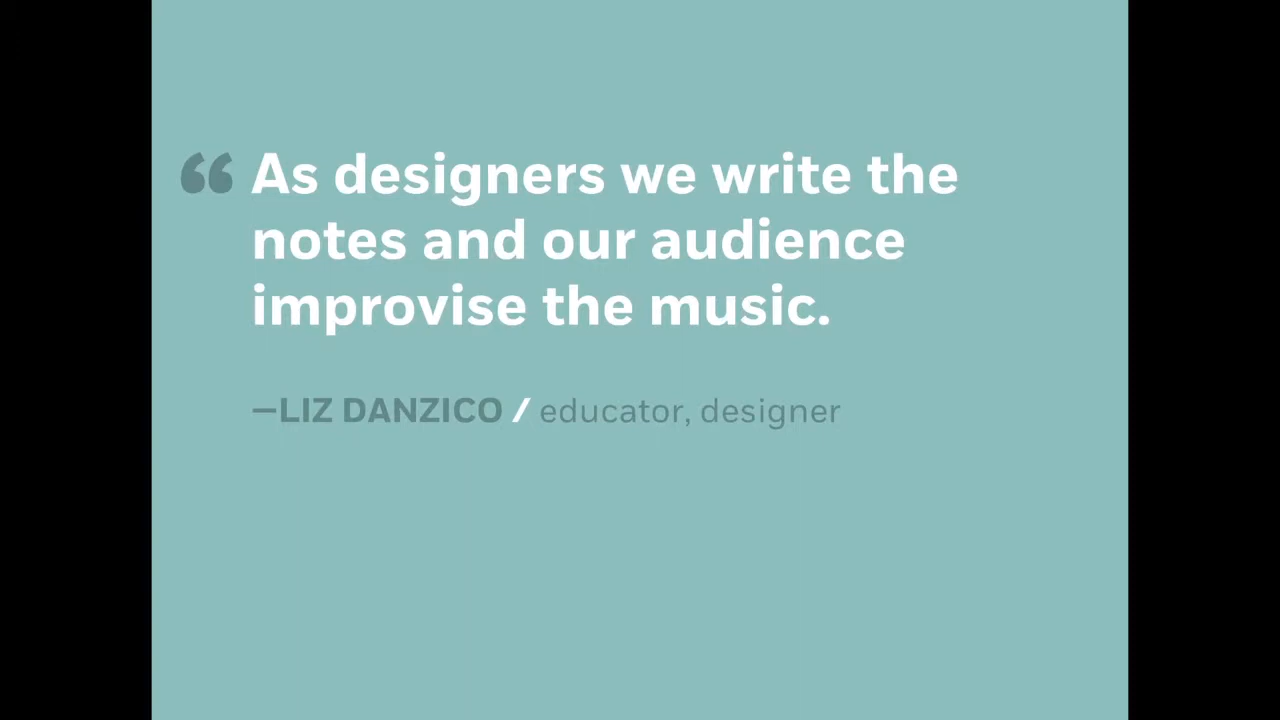 “As designers we write the
notes and our audience
improvise the music.
—LIZ DANZICO / educator, designer